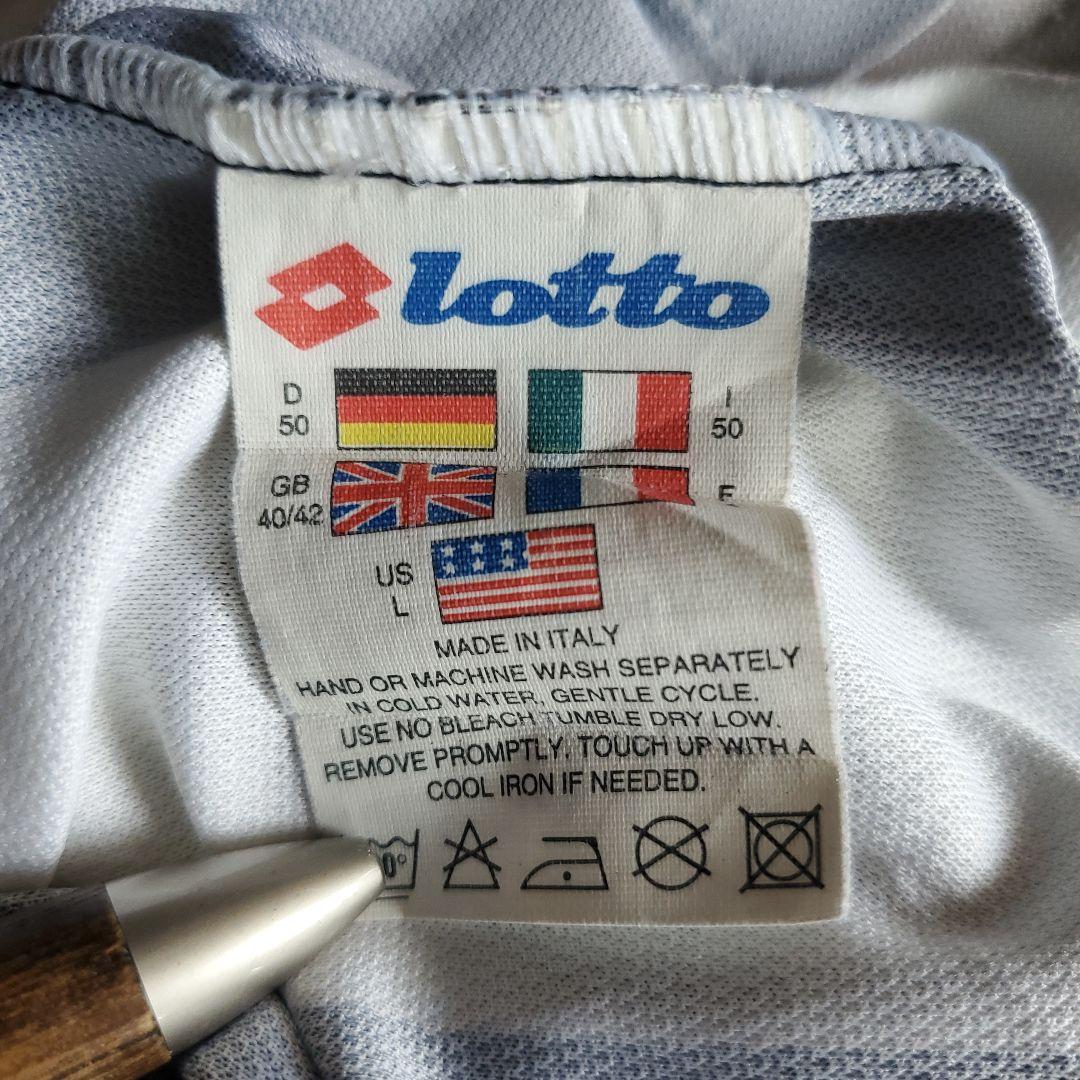 lotto
D
50
I
50
GB
40/42
F
US
L
MADE IN ITALY
HAND OR MACHINE WASH SEPARATELY
IN COLD WATER, GENTLE CYCLE.
USE NO BLEACH TUMBLE DRY LOW.
REMOVE PROMPTLY. TOUCH UP WITH A
COOL IRON IF NEEDED.
0°